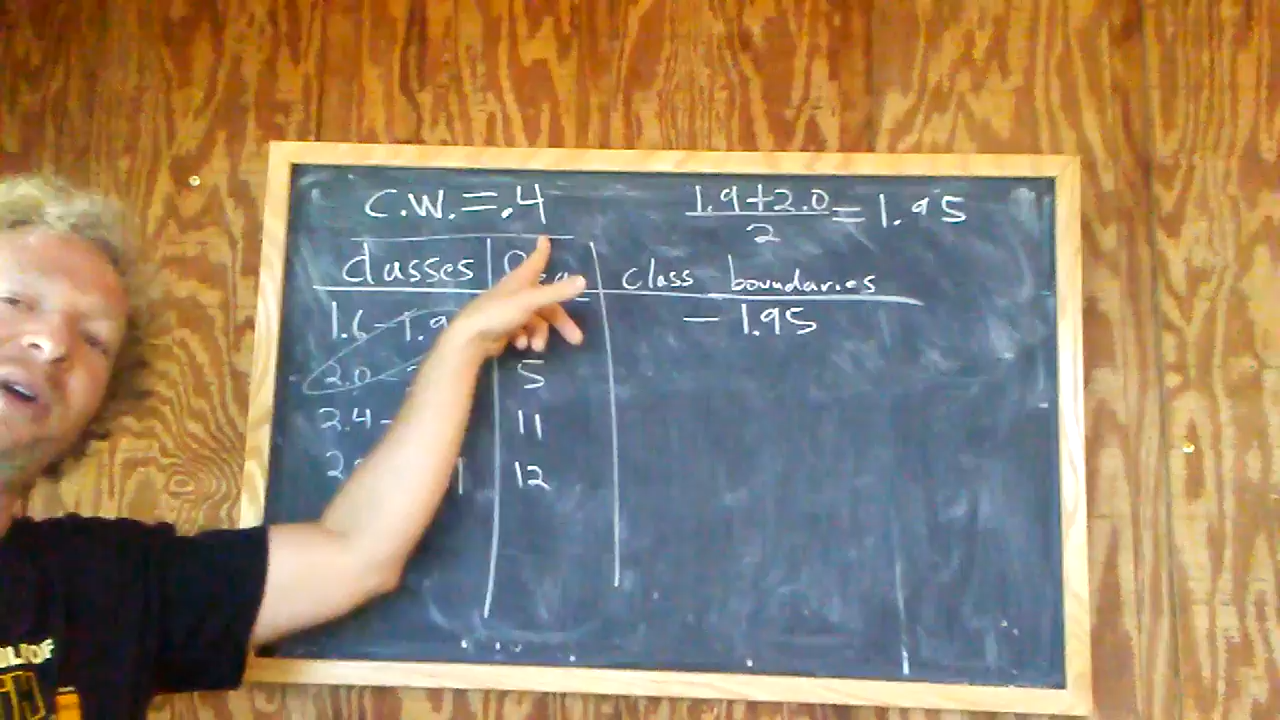 C.W. = .4
1.9+2.0
2
= 1.95
classes
class boundaries
1.6 - 1.9
- 1.95
2.0 -
5
2.4 -
11
12